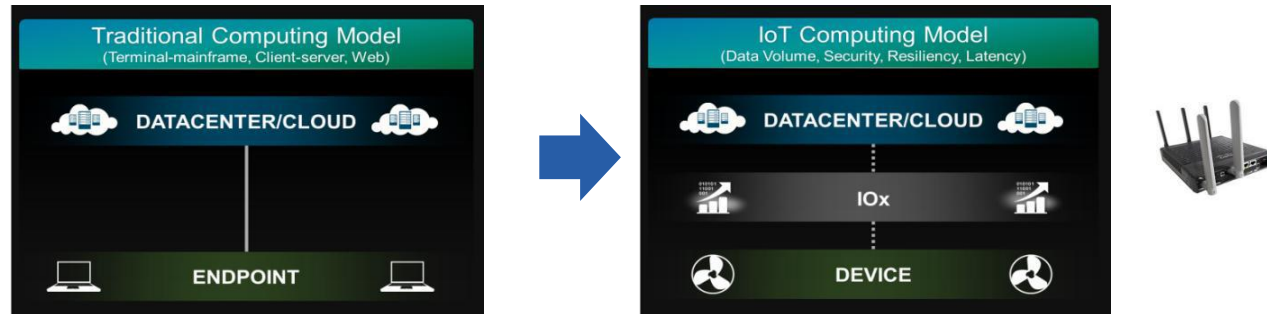 Traditional Computing Model
(Terminal-mainframe, Client-server, Web)
DATACENTER/CLOUD
ENDPOINT
IoT Computing Model
(Data Volume, Security, Resiliency, Latency)
DATACENTER/CLOUD
IOx
DEVICE